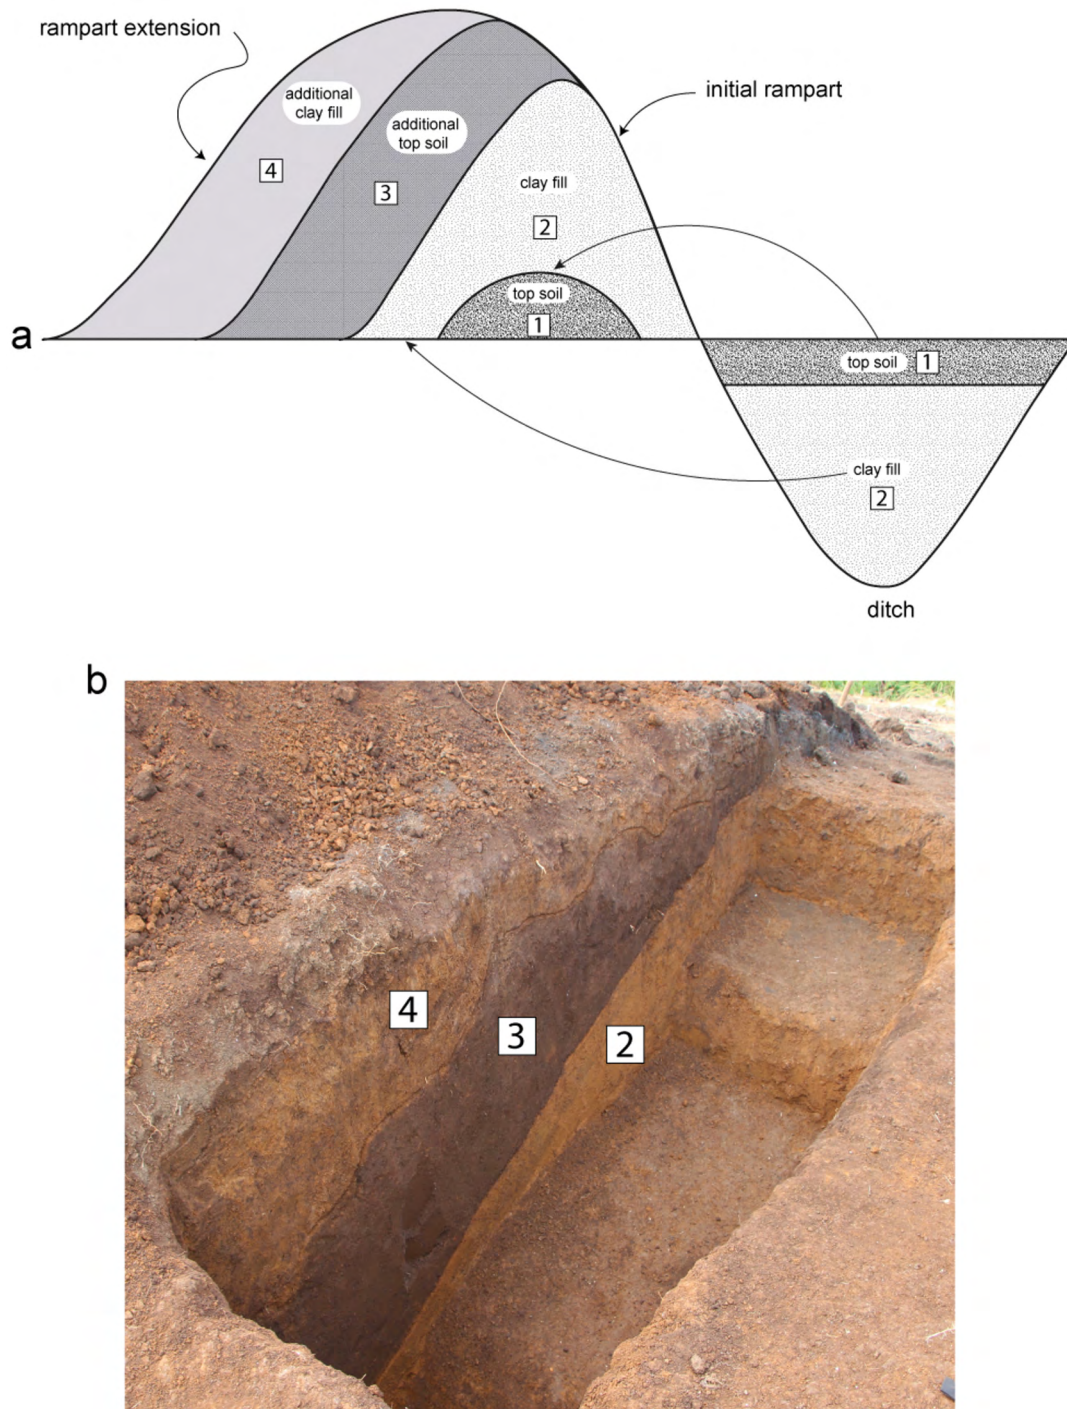 rampart extension
additional
clay fill
4
additional
top soil
3
initial rampart
clay fill
2
top soil
1
a
top soil 1
clay fill
2
ditch
b
4
3
2